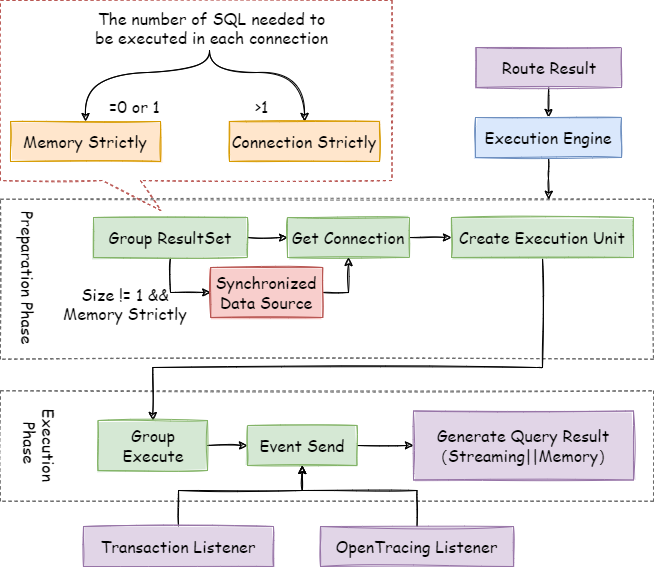 The number of SQL needed to
be executed in each connection
=0 or 1
>1
Memory Strictly
Connection Strictly
Route Result
Execution Engine
Preparation Phase
Group ResultSet
Get Connection
Create Execution Unit
Size != 1 &&
Memory Strictly
Synchronized
Data Source
Execution
Phase
Group
Execute
Event Send
Generate Query Result
(Streaming||Memory)
Transaction Listener
OpenTracing Listener